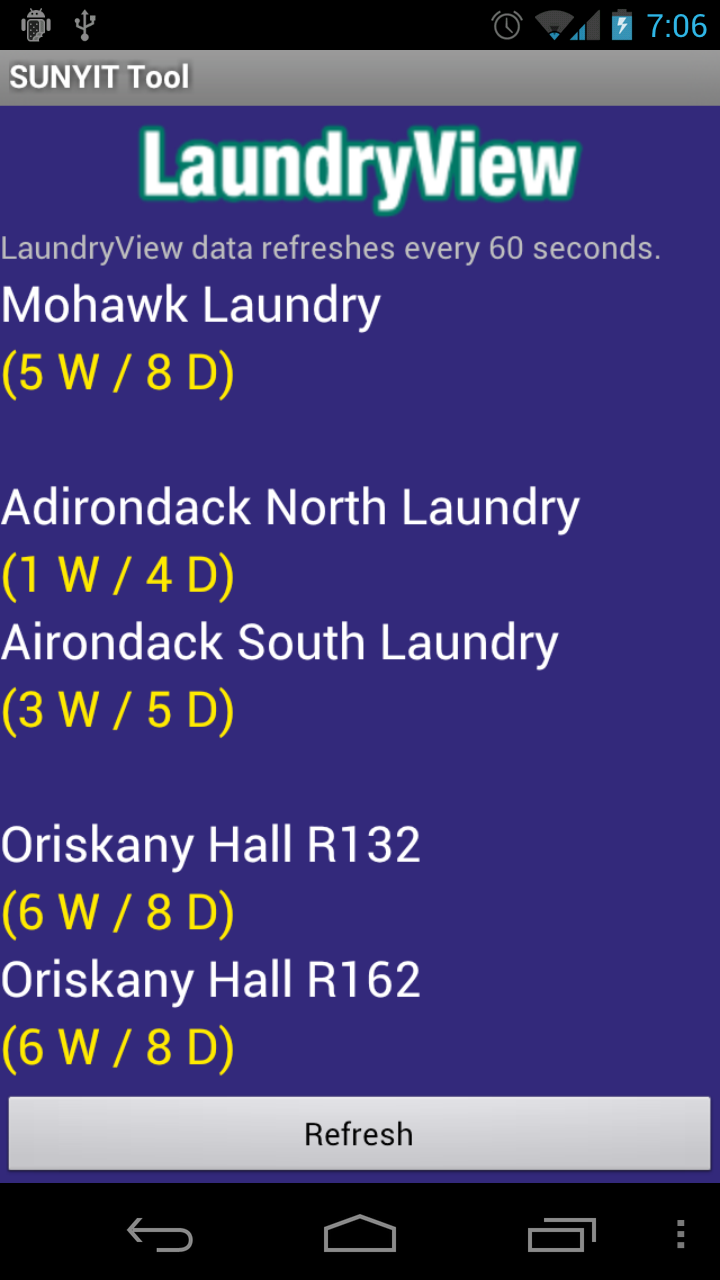 7:06
SUNYIT Tool
LaundryView
LaundryView data refreshes every 60 seconds.
Mohawk Laundry
(5 W / 8 D)
Adirondack North Laundry
(1 W / 4 D)
Airondack South Laundry
(3 W / 5 D)
Oriskany Hall R132
(6 W / 8 D)
Oriskany Hall R162
(6 W / 8 D)
Refresh